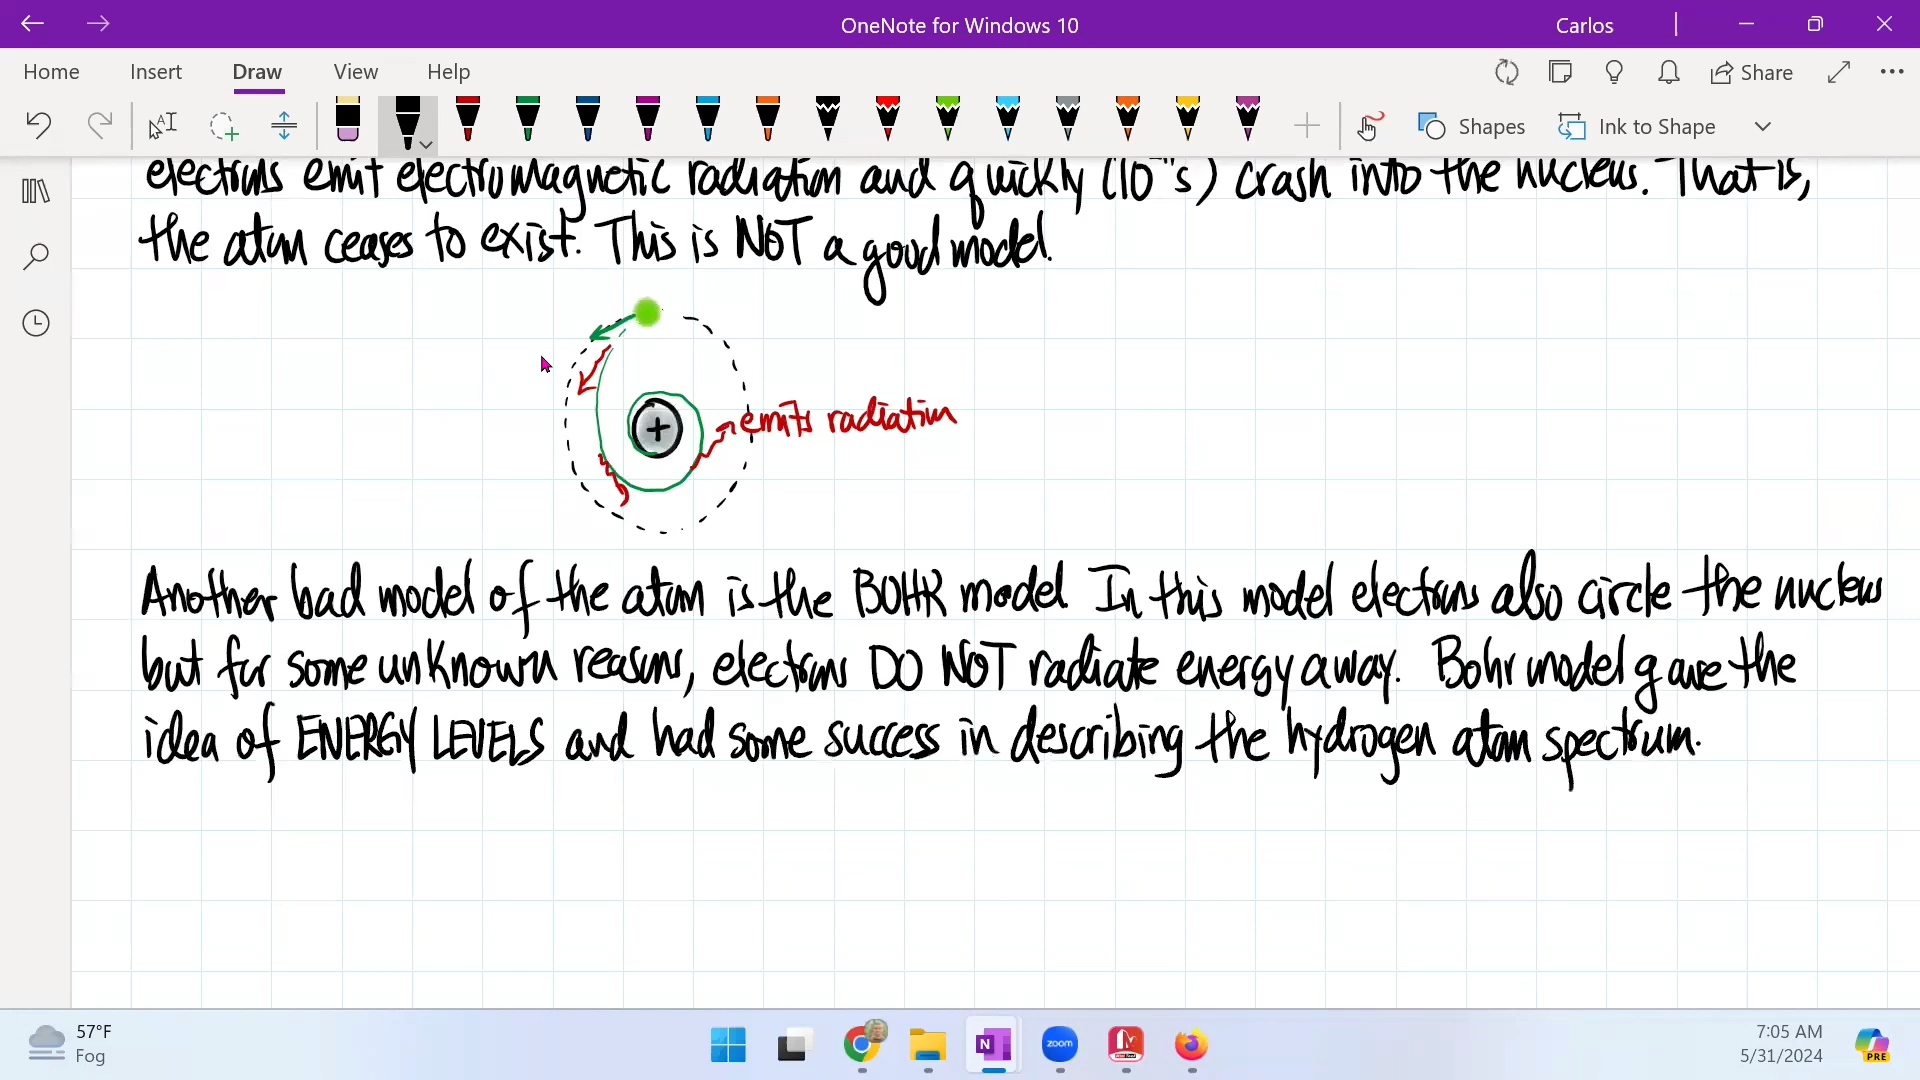 OneNote for Windows 10
Carlos
Home Insert Draw View Help
Share
Shapes
Ink to Shape
electrons emit electromagnetic radiation and quickly (10⁻¹¹s) crash into the nucleus. That is,
the atom ceases to exist. This is NOT a good model.
+
emits radiation
Another bad model of the atom is the BOHR model. In this model electrons also circle the nucleus
but for some unknown reasons, electrons DO NOT radiate energy away. Bohr model gave the
idea of ENERGY LEVELS and had some success in describing the hydrogen atom spectrum.
57°F
Fog
N
zoom
7:05 AM
5/31/2024
PRE